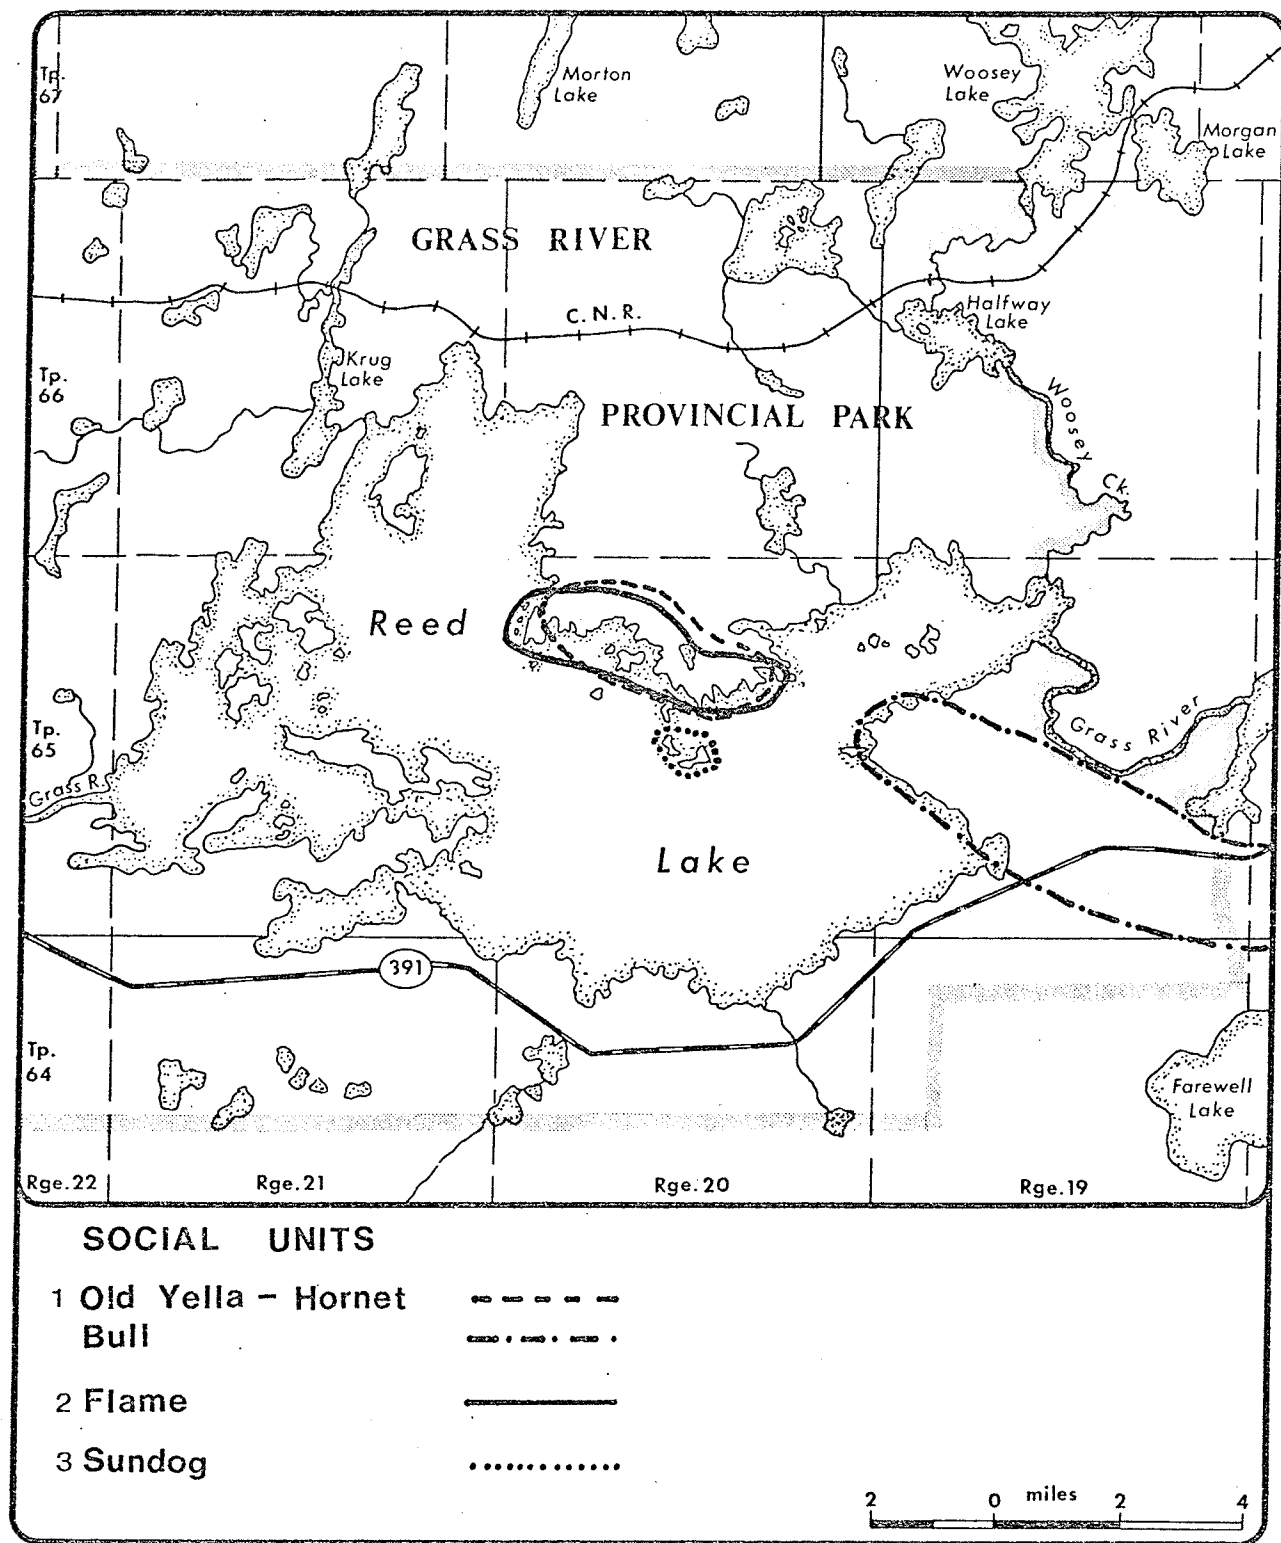 Tp.
67
Morton
Lake
Woosey
Lake
Morgan
Lake
GRASS RIVER
C. N. R.
Halfway
Lake
Krug
Lake
Tp.
66
PROVINCIAL PARK
Woosey Ck.
Reed
Grass River
Tp.
65
Grass R.
Lake
391
Tp.
64
Farewell
Lake
Rge.22 Rge.21 Rge.20 Rge.19
SOCIAL UNITS
1 Old Yella - Hornet
Bull
2 Flame
3 Sundog
miles
2 0 2 4